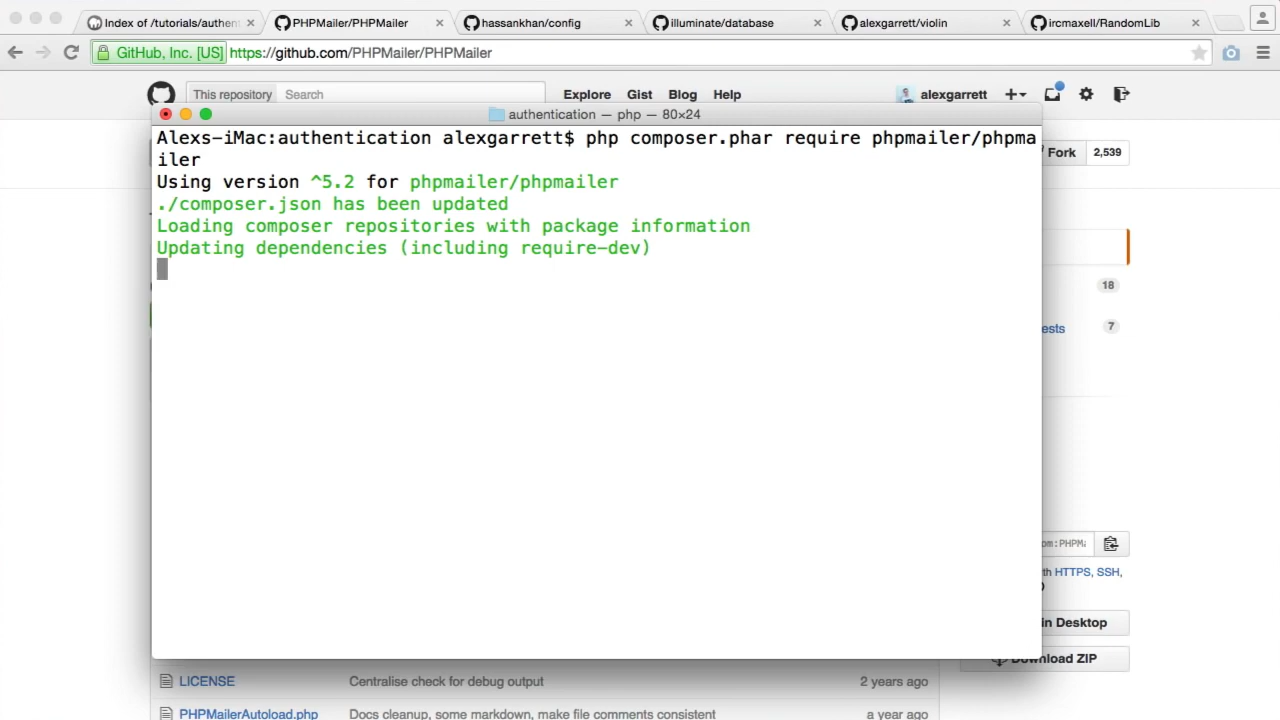 Index of /tutorials/authent
PHPMailer/PHPMailer
hassankhan/config
illuminate/database
alexgarrett/violin
ircmaxell/RandomLib
GitHub, Inc. [US] https://github.com/PHPMailer/PHPMailer
This repository Search Explore Gist Blog Help alexgarrett
authentication — php — 80×24
Alexs-iMac:authentication alexgarrett$ php composer.phar require phpmailer/phpma
iler
Using version ^5.2 for phpmailer/phpmailer
./composer.json has been updated
Loading composer repositories with package information
Updating dependencies (including require-dev)
Fork 2,539
18
ests 7
om:PHPMa
th HTTPS, SSH,
in Desktop
Download ZIP
LICENSE Centralise check for debug output 2 years ago
PHPMailerAutoload.php Docs cleanup, some markdown, make file comments consistent a year ago